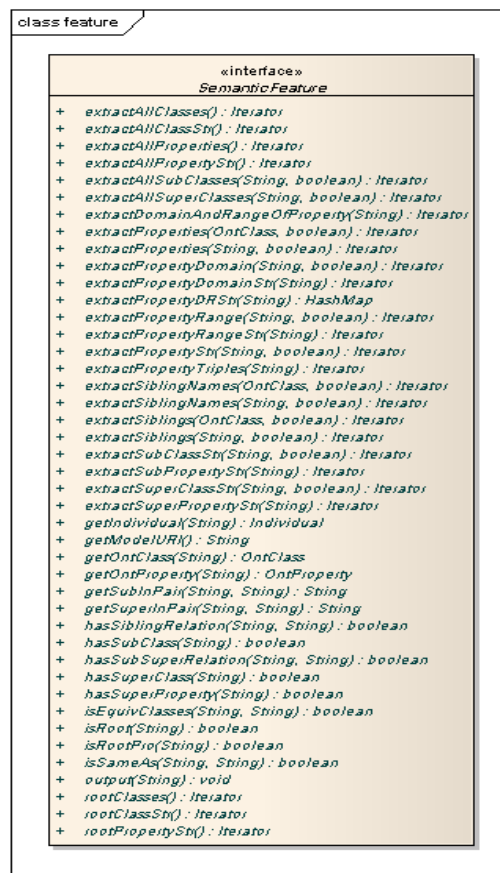 class feature
«interface»
SemanticFeature
+ extractAllClasses() : Iterator
+ extractAllClassStr() : Iterator
+ extractAllProperties() : Iterator
+ extractAllPropertyStr() : Iterator
+ extractAllSubClasses(String, boolean) : Iterator
+ extractAllSuperClasses(String, boolean) : Iterator
+ extractDomainAndRangeOfProperty(String) : Iterator
+ extractProperties(OntClass, boolean) : Iterator
+ extractProperties(String, boolean) : Iterator
+ extractPropertyDomain(String, boolean) : Iterator
+ extractPropertyDomainStr(String) : Iterator
+ extractPropertyDRStr(String) : HashMap
+ extractPropertyRange(String, boolean) : Iterator
+ extractPropertyRangeStr(String) : Iterator
+ extractPropertyStr(String, boolean) : Iterator
+ extractPropertyTriples(String) : Iterator
+ extractSiblingNames(OntClass, boolean) : Iterator
+ extractSiblingNames(String, boolean) : Iterator
+ extractSiblings(OntClass, boolean) : Iterator
+ extractSiblings(String, boolean) : Iterator
+ extractSubClassStr(String, boolean) : Iterator
+ extractSubPropertyStr(String) : Iterator
+ extractSuperClassStr(String, boolean) : Iterator
+ extractSuperPropertyStr(String) : Iterator
+ getIndividual(String) : Individual
+ getModelURI() : String
+ getOntClass(String) : OntClass
+ getOntProperty(String) : OntProperty
+ getSubInPair(String, String) : String
+ getSuperInPair(String, String) : String
+ hasSiblingRelation(String, String) : boolean
+ hasSubClass(String) : boolean
+ hasSubSuperRelation(String, String) : boolean
+ hasSuperClass(String) : boolean
+ hasSuperProperty(String) : boolean
+ isEquivClasses(String, String) : boolean
+ isRoot(String) : boolean
+ isRootPro(String) : boolean
+ isSameAs(String, String) : boolean
+ output(String) : void
+ rootClasses() : Iterator
+ rootClassStr() : Iterator
+ rootPropertyStr() : Iterator